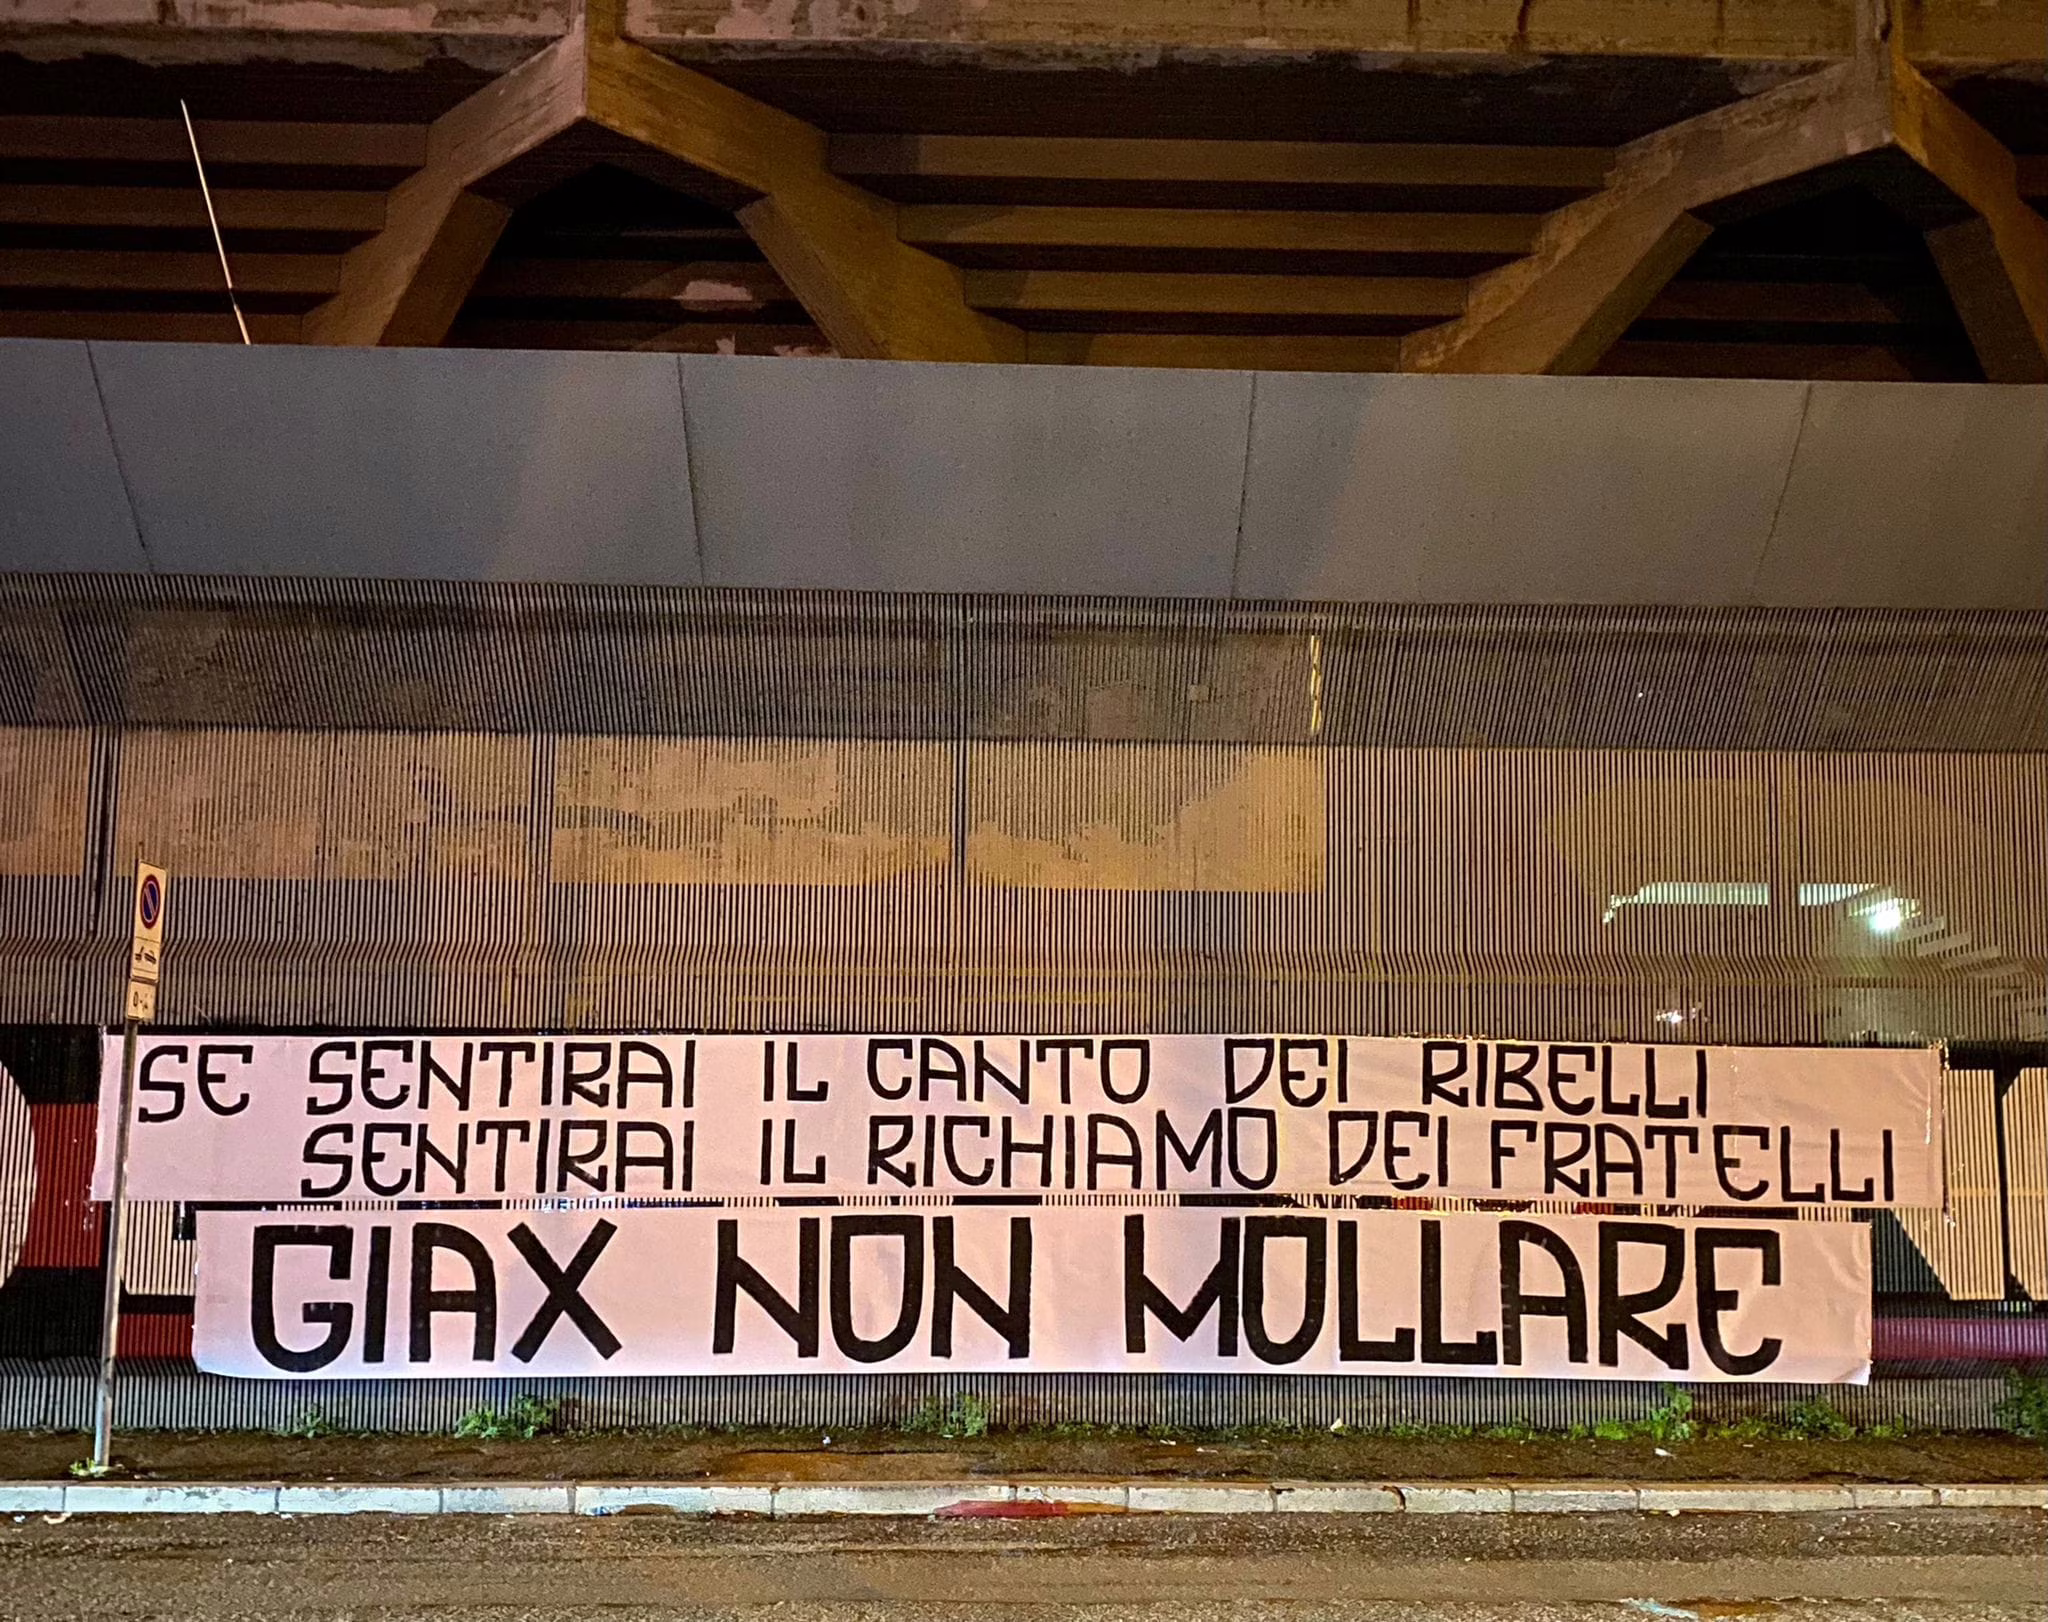 SE SENTIRAI IL CANTO DEI RIBELLI
SENTIRAI IL RICHIAMO DEI FRATELLI
GIAX NON MOLLARE